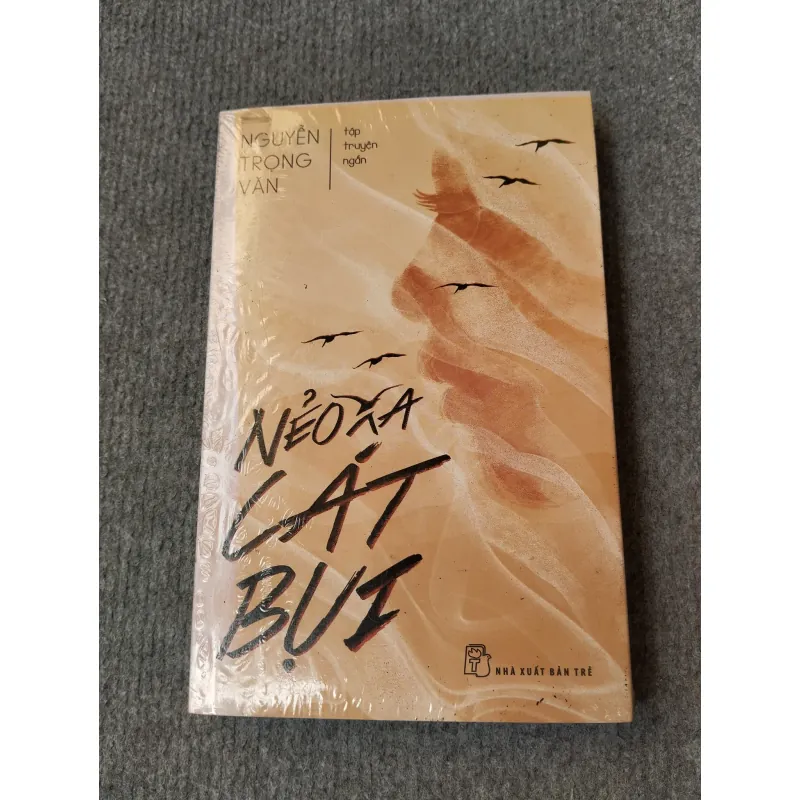 NGUYỄN
TRỌNG
VĂN
tập
truyện
ngắn
NẺO XA
CÁT
BỤI
NHÀ XUẤT BẢN TRẺ